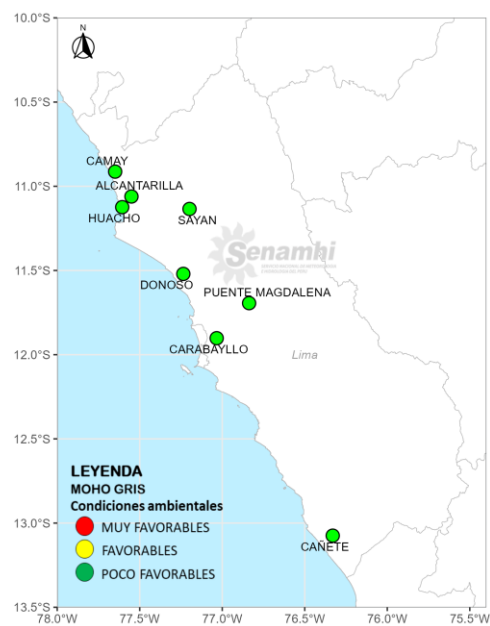 10.0°S
N
10.5°S
CAMAY
11.0°S
ALCANTARILLA
HUACHO
SAYAN
Senamhi
11.5°S
DONOSO
PUENTE MAGDALENA
CARABAYLLO
Lima
12.0°S
12.5°S
LEYENDA
MOHO GRIS
Condiciones ambientales
MUY FAVORABLES
FAVORABLES
POCO FAVORABLES
13.0°S
CAÑETE
13.5°S
78.0°W 77.5°W 77.0°W 76.5°W 76.0°W 75.5°W